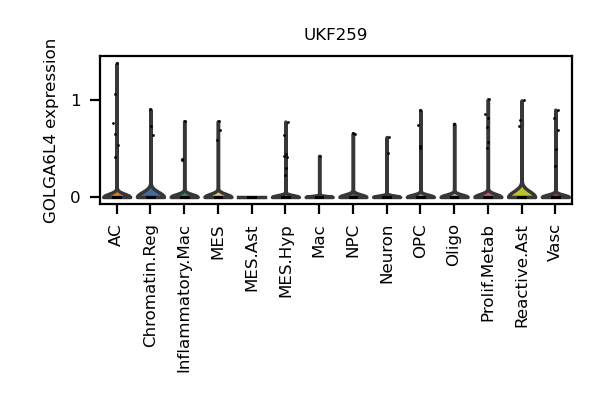 UKF259
GOLGA6L4 expression
1
0
AC
Chromatin.Reg
Inflammatory.Mac
MES
MES.Ast
MES.Hyp
Mac
NPC
Neuron
OPC
Oligo
Prolif.Metab
Reactive.Ast
Vasc